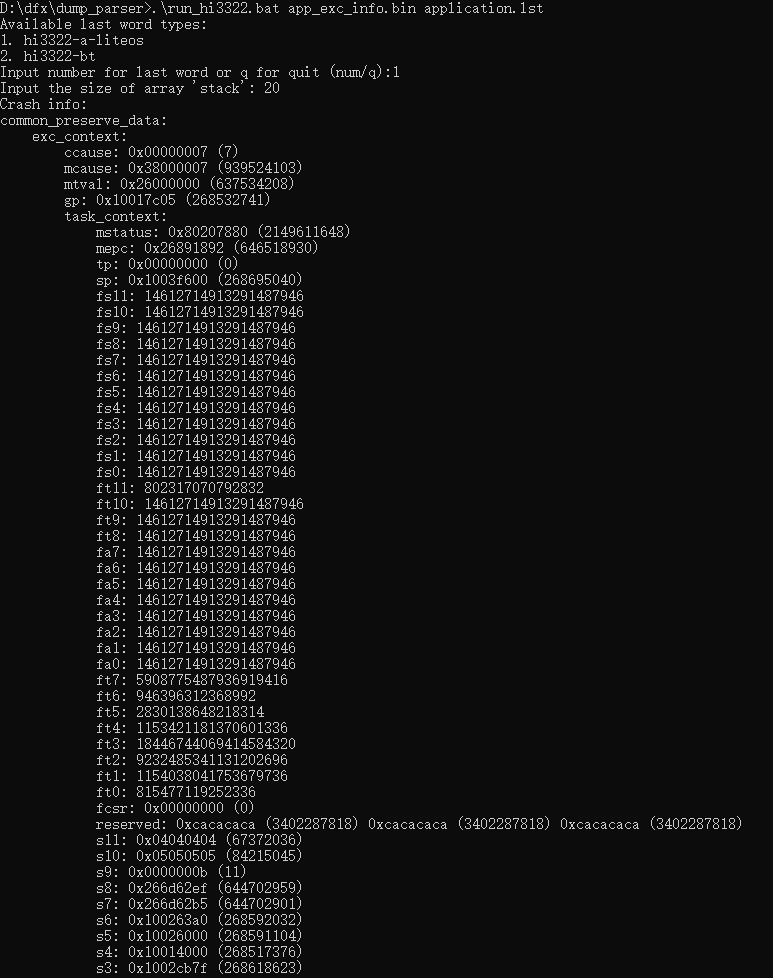 D:\dfx\dump_parser>.\run_hi3322.bat app_exc_info.bin application.lst
Available last word types:
1. hi3322-a-liteos
2. hi3322-bt
Input number for last word or q for quit (num/q):1
Input the size of array 'stack': 20
Crash info:
common_preserve_data:
exc_context:
ccause: 0x00000007 (7)
mcause: 0x38000007 (939524103)
mtval: 0x26000000 (637534208)
gp: 0x10017c05 (268532741)
task_context:
mstatus: 0x80207880 (2149611648)
mepc: 0x26891892 (646518930)
tp: 0x00000000 (0)
sp: 0x1003f600 (268695040)
fs11: 14612714913291487946
fs10: 14612714913291487946
fs9: 14612714913291487946
fs8: 14612714913291487946
fs7: 14612714913291487946
fs6: 14612714913291487946
fs5: 14612714913291487946
fs4: 14612714913291487946
fs3: 14612714913291487946
fs2: 14612714913291487946
fs1: 14612714913291487946
fs0: 14612714913291487946
ft11: 802317070792832
ft10: 14612714913291487946
ft9: 14612714913291487946
ft8: 14612714913291487946
fa7: 14612714913291487946
fa6: 14612714913291487946
fa5: 14612714913291487946
fa4: 14612714913291487946
fa3: 14612714913291487946
fa2: 14612714913291487946
fa1: 14612714913291487946
fa0: 14612714913291487946
ft7: 5908775487936919416
ft6: 946396312368992
ft5: 2830138648218314
ft4: 1153421181370601336
ft3: 18446744069414584320
ft2: 9232485341131202696
ft1: 1154038041753679736
ft0: 815477119252336
fcsr: 0x00000000 (0)
reserved: 0xcacacaca (3402287818) 0xcacacaca (3402287818) 0xcacacaca (3402287818)
s11: 0x04040404 (67372036)
s10: 0x05050505 (84215045)
s9: 0x0000000b (11)
s8: 0x266d62ef (644702959)
s7: 0x266d62b5 (644702901)
s6: 0x100263a0 (268592032)
s5: 0x10026000 (268591104)
s4: 0x10014000 (268517376)
s3: 0x1002cb7f (268618623)